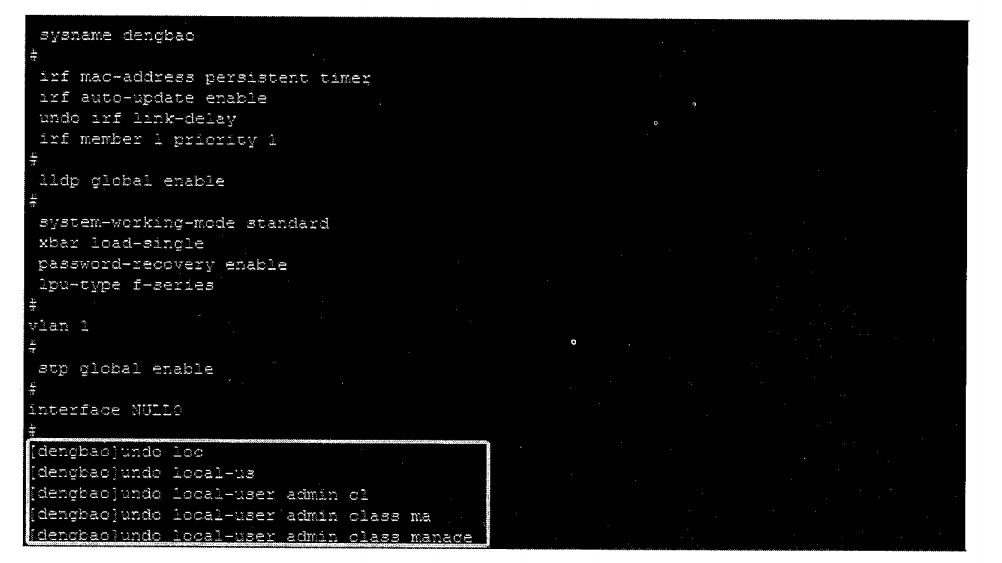 sysname dengbao
#
irf mac-address persistent timer
irf auto-update enable
undo irf link-delay
irf member 1 priority 1
#
lldp global enable
#
system-working-mode standard
xbar load-single
password-recovery enable
lpu-type f-series
#
vlan 1
#
stp global enable
#
interface NULL0
#
[dengbao]undo loc
[dengbao]undo local-us
[dengbao]undo local-user admin cl
[dengbao]undo local-user admin class ma
[dengbao]undo local-user admin class manage